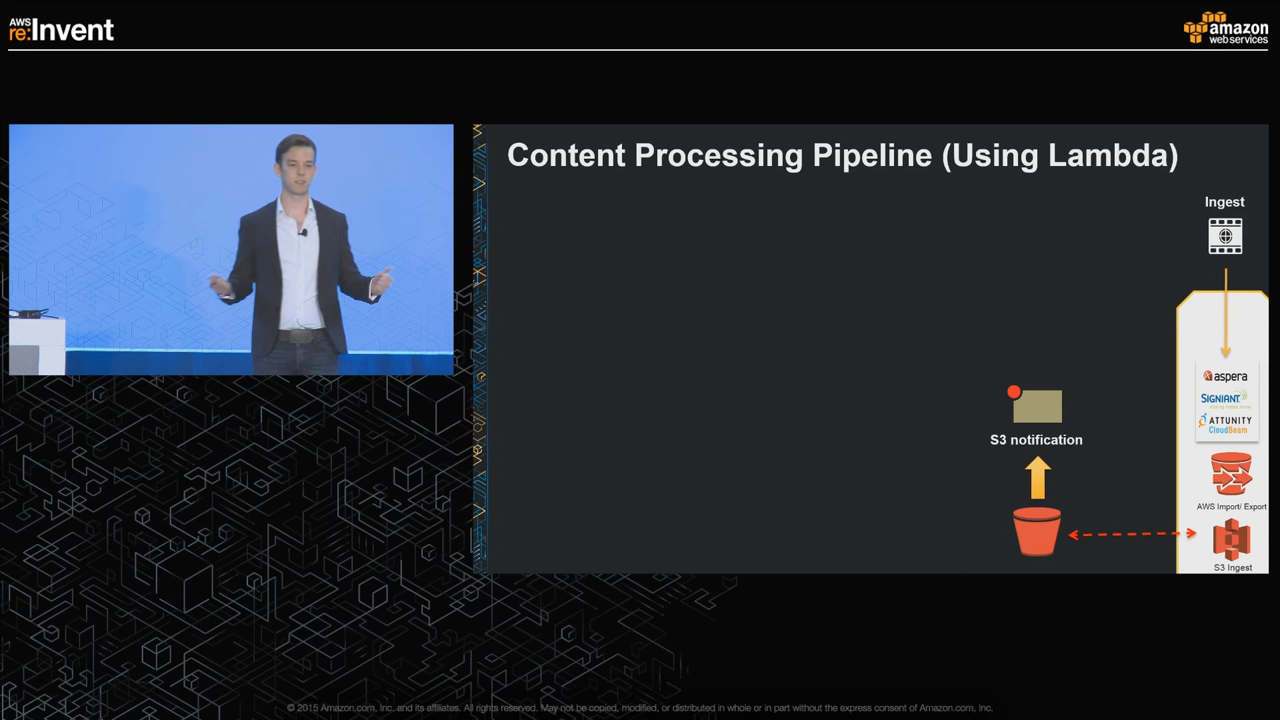 AWS
re:Invent
amazon
web services
Content Processing Pipeline (Using Lambda)
Ingest
aspera
SIGNIANT
ATTUNITY
CloudBeam
S3 notification
AWS Import/ Export
S3 Ingest
© 2015 Amazon.com, Inc. and its affiliates. All rights reserved. May not be copied, modified, or distributed in whole or in part without the express consent of Amazon.com, Inc.